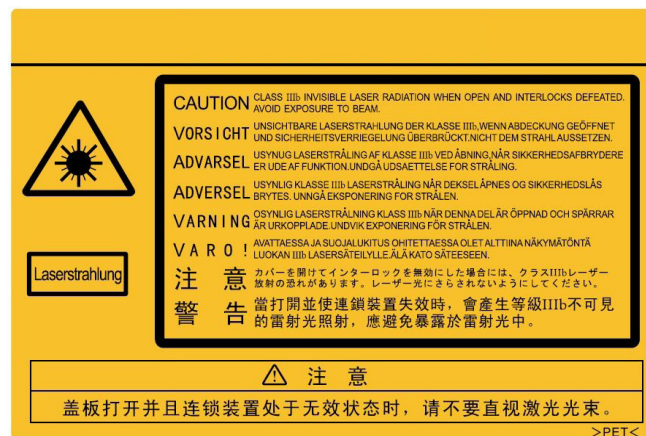 CAUTION CLASS IIIb INVISIBLE LASER RADIATION WHEN OPEN AND INTERLOCKS DEFEATED.
AVOID EXPOSURE TO BEAM.
VORSICHT UNSICHTBARE LASERSTRAHLUNG DER KLASSE IIIb,WENN ABDECKUNG GEÖFFNET
UND SICHERHEITSVERRIEGELUNG ÜBERBRÜCKT.NICHT DEM STRAHL AUSSETZEN.
ADVARSEL USYNUG LASERSTRÅLING AF KLASSE IIIb VED ÅBNING,NÅR SIKKERHEDSAFBRYDERE
ER UDE AF FUNKTION.UNDGÅ UDSAETTELSE FOR STRÅLING.
ADVERSEL USYNLIG KLASSE IIIb LASERSTRÅLING NÅR DEKSEL ÅPNES OG SIKKERHEDSLÅS
BRYTES. UNNGÅ EKSPONERING FOR STRÅLEN.
VARNING OSYNLIG LASERSTRÅLNING KLASS IIIb NÄR DENNA DEL ÄR ÖPPNAD OCH SPÄRRAR
ÄR URKOPPLADE.UNDVIK EXPONERING FÖR STRÅLEN.
VARO! AVATTAESSA JA SUOJALUKITUS OHITETTAESSA OLET ALTTIINA NÄKYMÄTÖNTÄ
LUOKAN IIIb LASERSÄTEILYLLE.ÄLÄ KATO SÄTEESEEN.
注意 カバーを開けてインターロックを無効にした場合には、クラスIIIbレーザー
放射の恐れがあります。レーザー光にさらされないようにしてください。
警告 當打開並使連鎖裝置失效時，會產生等級IIIb不可見
的雷射光照射，應避免暴露於雷射光中。
Laserstrahlung
注意
盖板打开并且连锁装置处于无效状态时，请不要直视激光光束。
>PET<